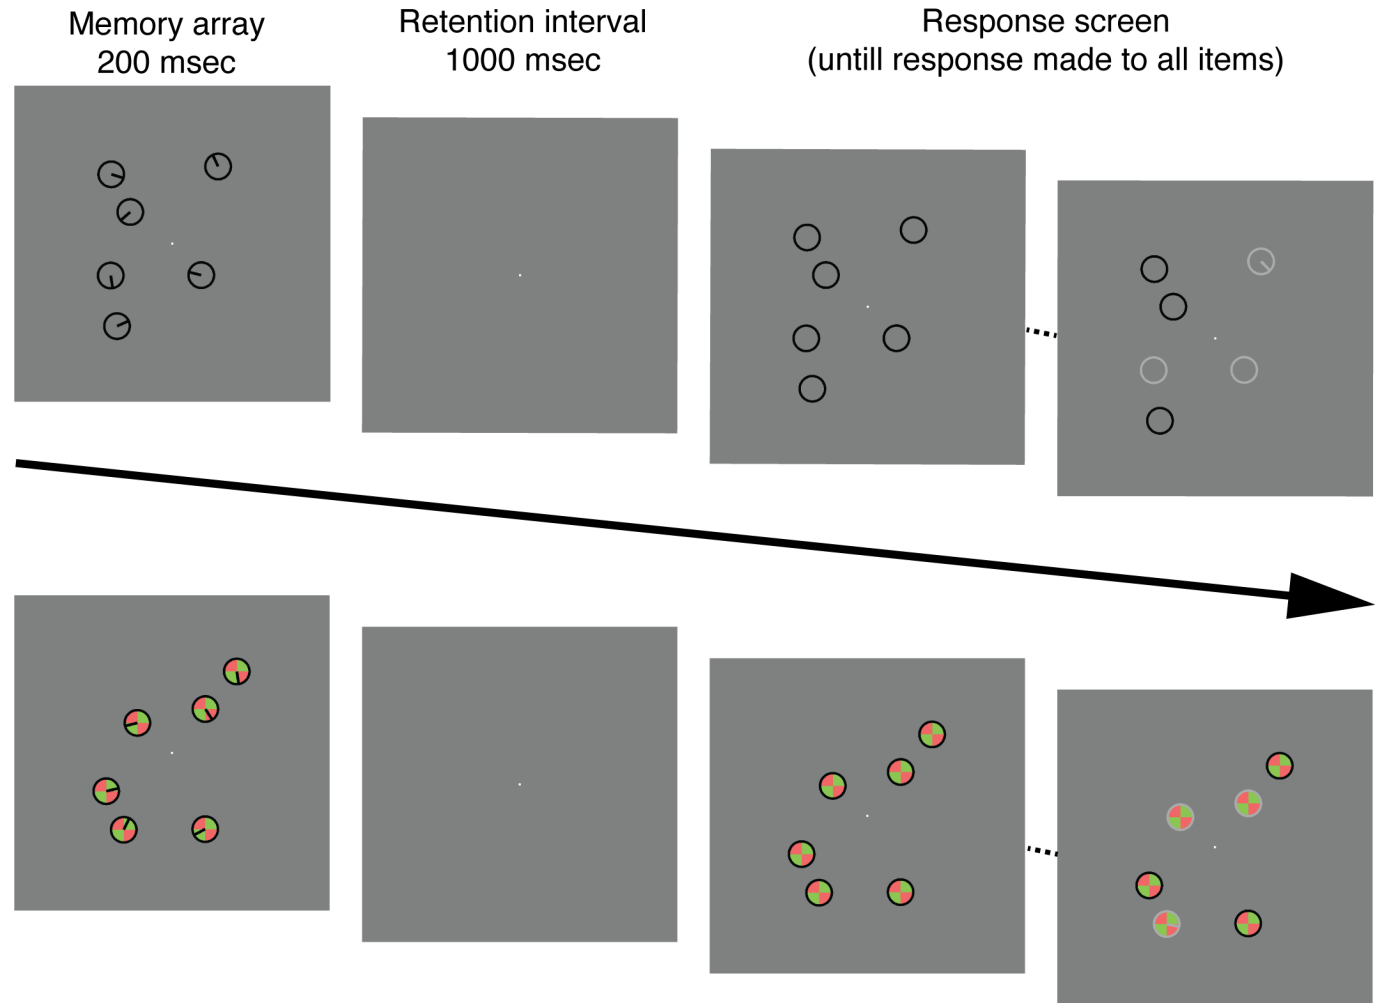 Memory array
200 msec
Retention interval
1000 msec
Response screen
(untill response made to all items)